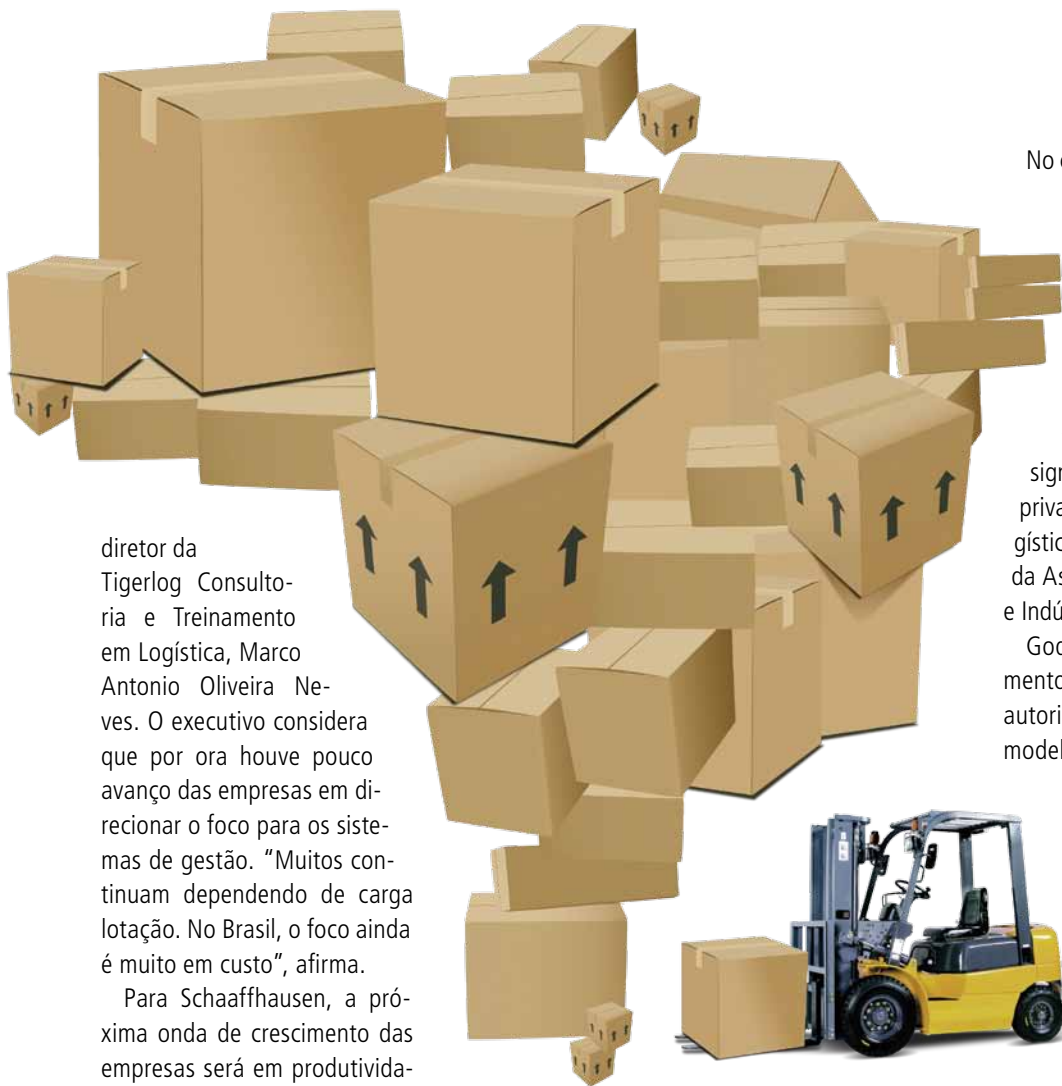 diretor da
Tigerlog Consulto-
ria e Treinamento
em Logística, Marco
Antonio Oliveira Ne-
ves. O executivo considera
que por ora houve pouco
avanço das empresas em di-
recionar o foco para os siste-
mas de gestão. “Muitos con-
tinuam dependendo de carga
lotação. No Brasil, o foco ainda
é muito em custo”, afirma.
Para Schaaffhausen, a pró-
xima onda de crescimento das
empresas será em produtivida-
No
sign
priva
gístic
da As
e Indú
God
mento
autori
model